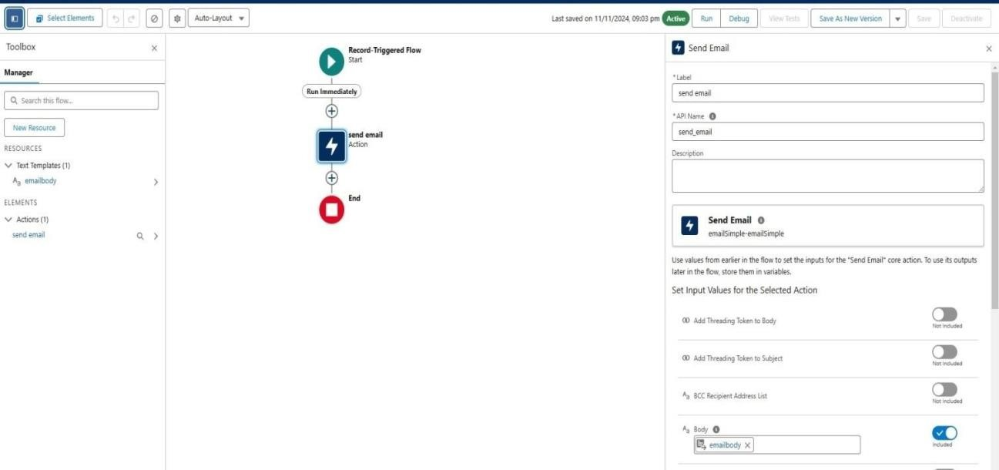 Select Elements
Auto-Layout
Last saved on 11/11/2024, 09:03 pm
Active
Run
Debug
View Tests
Save As New Version
Save
Deactivate
Toolbox
Manager
Search this flow...
New Resource
RESOURCES
Text Templates (1)
Aa emailbody
ELEMENTS
Actions (1)
send email
Record-Triggered Flow
Start
Run Immediately
send email
Action
End
Send Email
*Label
send email
*API Name
send_email
Description
Send Email
emailSimple-emailSimple
Use values from earlier in the flow to set the inputs for the "Send Email" core action. To use its outputs
later in the flow, store them in variables.
Set Input Values for the Selected Action
Add Threading Token to Body
Not Included
Add Threading Token to Subject
Not Included
Aa BCC Recipient Address List
Not Included
Aa Body
emailbody
Included